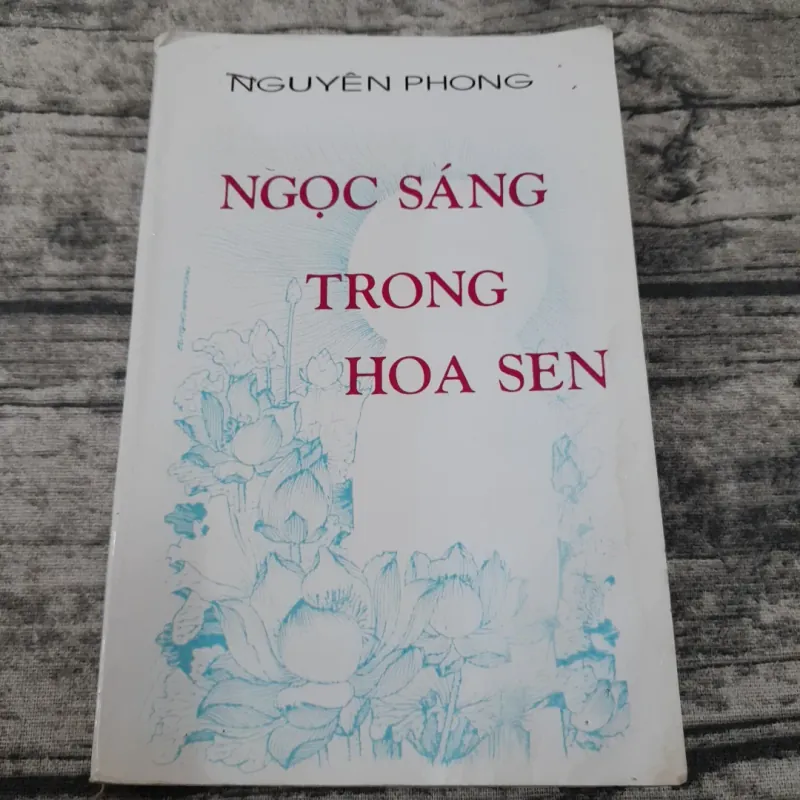 NGUYÊN PHONG
NGỌC SÁNG
TRONG
HOA SEN